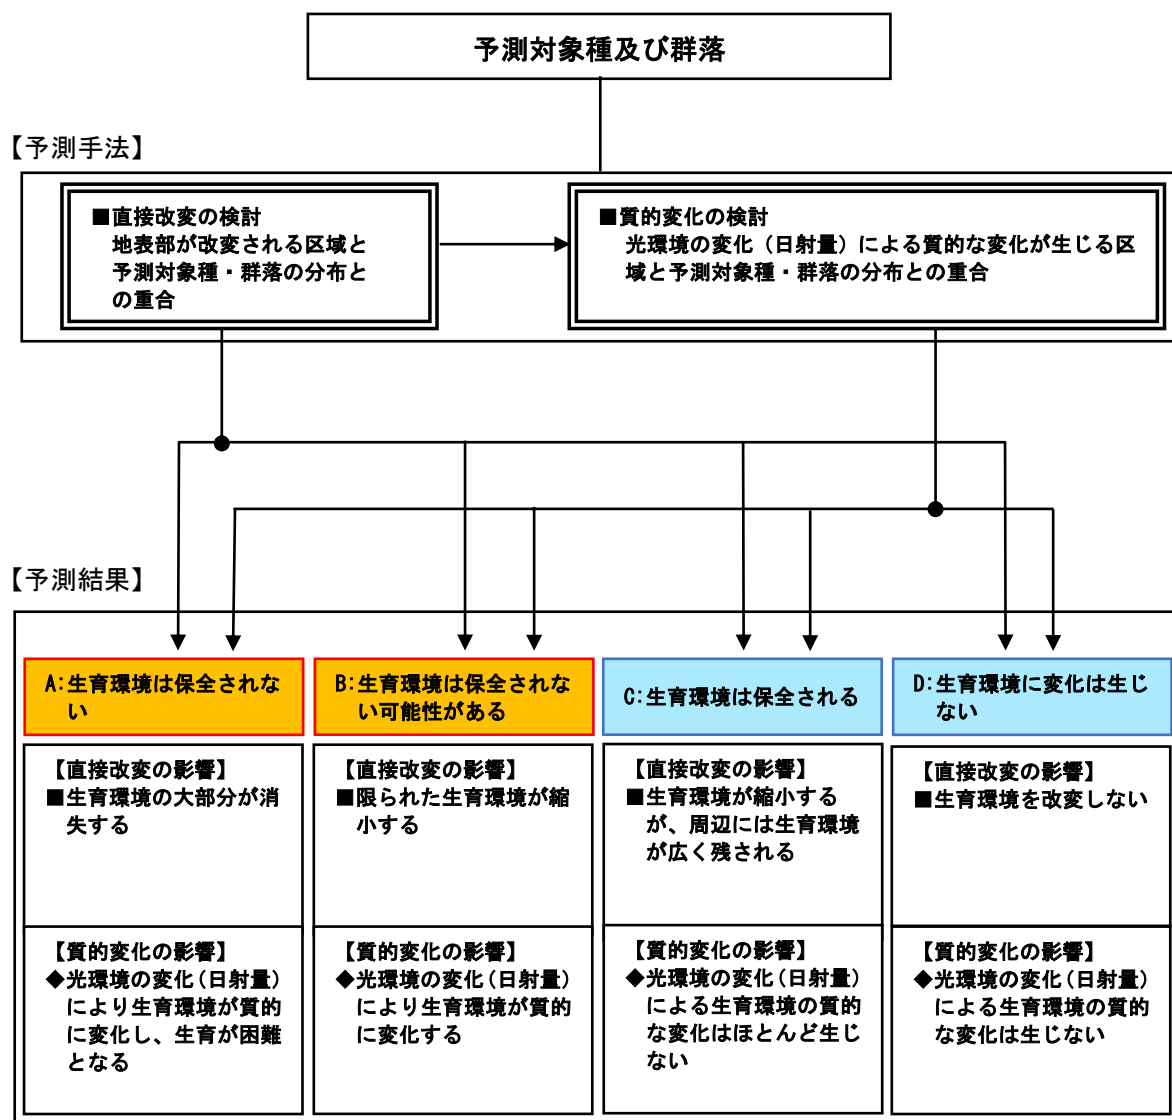 予測対象種及び群落
【予測手法】
■直接改変の検討
地表部が改変される区域と
予測対象種・群落の分布と
の重合
■質的変化の検討
光環境の変化（日射量）による質的な変化が生じる区
域と予測対象種・群落の分布との重合
【予測結果】
A:生育環境は保全されな
い
【直接改変の影響】
■生育環境の大部分が消
失する
【質的変化の影響】
◆光環境の変化(日射量)
により生育環境が質的
に変化し、生育が困難
となる
B:生育環境は保全されな
い可能性がある
【直接改変の影響】
■限られた生育環境が縮
小する
【質的変化の影響】
◆光環境の変化(日射量)
により生育環境が質的
に変化する
C:生育環境は保全される
【直接改変の影響】
■生育環境が縮小する
が、周辺には生育環境
が広く残される
【質的変化の影響】
◆光環境の変化(日射量)
による生育環境の質的
な変化はほとんど生じ
ない
D:生育環境に変化は生じ
ない
【直接改変の影響】
■生育環境を改変しない
【質的変化の影響】
◆光環境の変化(日射量)
による生育環境の質的
な変化は生じない